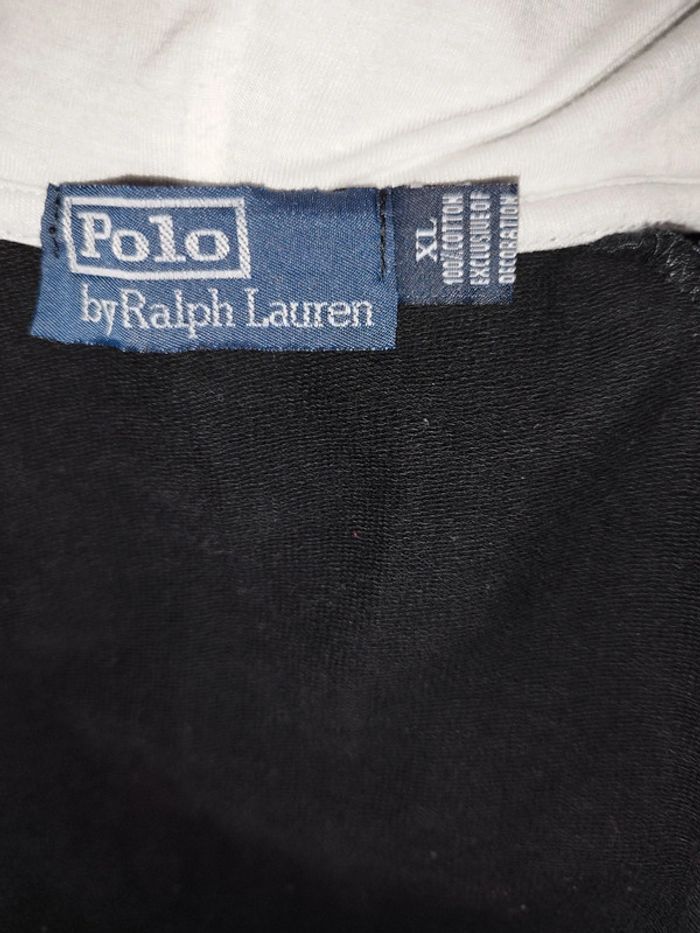 Polo
by Ralph Lauren
XL
100% COTTON
EXCLUSIVE OF
DECORATION